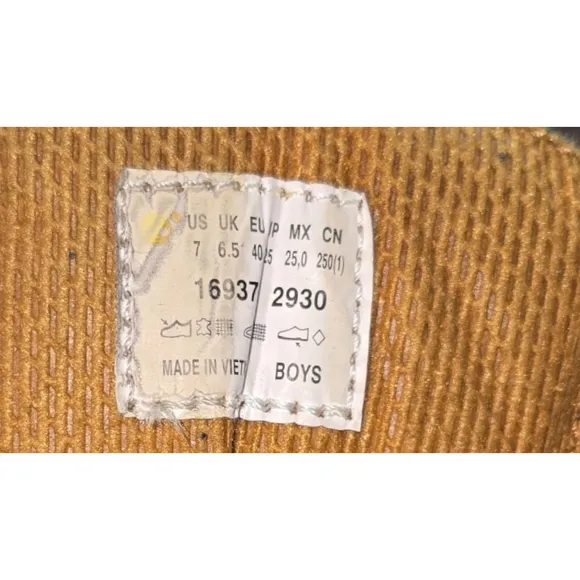 US UK EU JP MX CN
7 6.5 40 25 25,0 250(1)
16937 2930
MADE IN VIET
BOYS